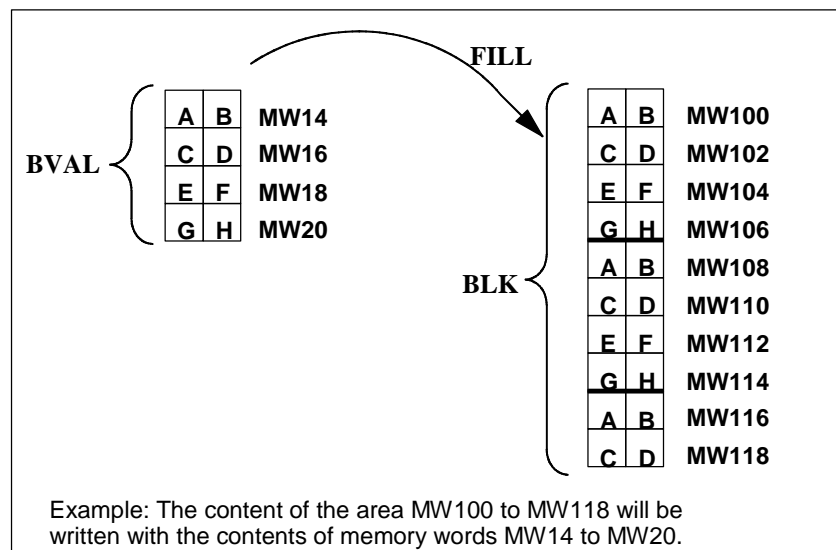 FILL
BVAL
A B MW14
C D MW16
E F MW18
G H MW20
BLK
A B MW100
C D MW102
E F MW104
G H MW106
A B MW108
C D MW110
E F MW112
G H MW114
A B MW116
C D MW118
Example: The content of the area MW100 to MW118 will be
written with the contents of memory words MW14 to MW20.